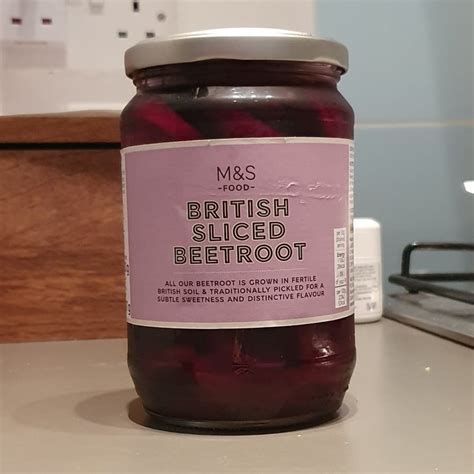 M&S
-FOOD-
BRITISH
SLICED
BEETROOT
ALL OUR BEETROOT IS GROWN IN FERTILE
BRITISH SOIL & TRADITIONALLY PICKLED FOR A
SUBTLE SWEETNESS AND DISTINCTIVE FLAVOUR